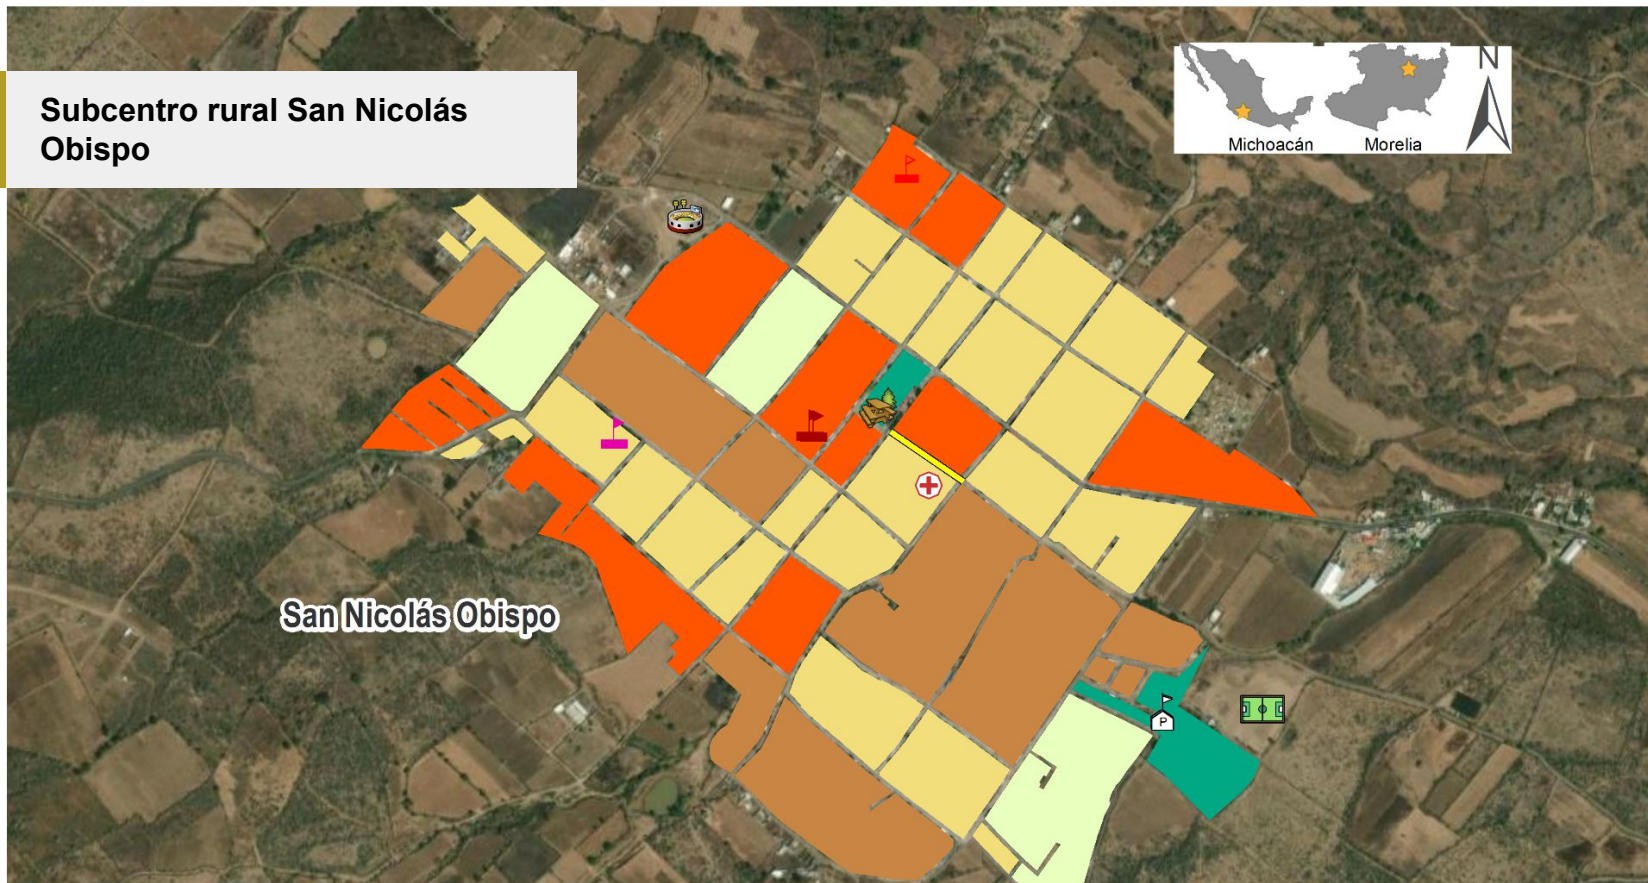 Subcentro rural San Nicolás
Obispo
N
Michoacán
Morelia
San Nicolás Obispo
P